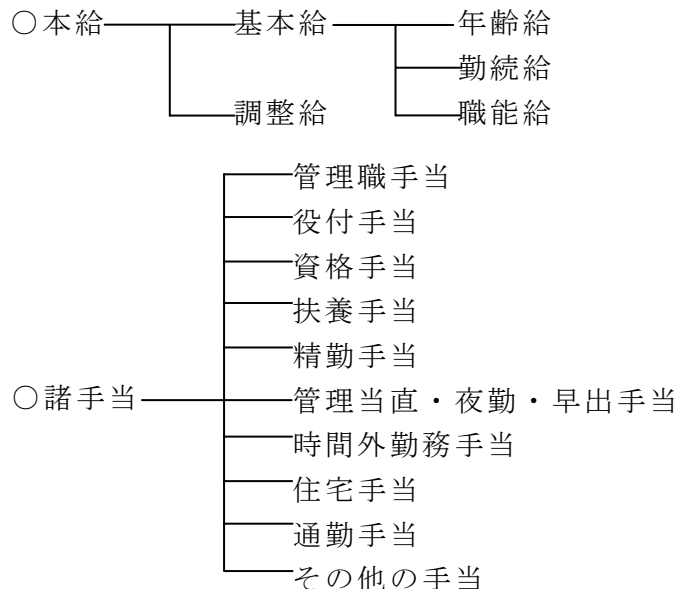 ○本給 基本給 年齢給
勤続給
調整給 職能給
管理職手当
役付手当
資格手当
扶養手当
精勤手当
○諸手当 管理当直・夜勤・早出手当
時間外勤務手当
住宅手当
通勤手当
その他の手当